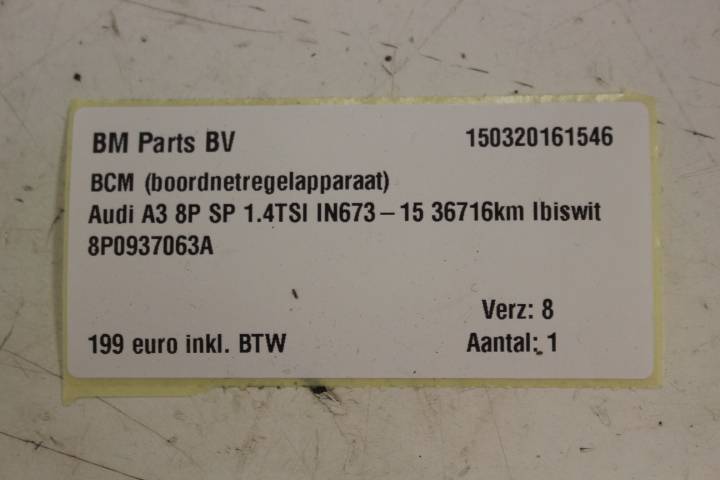 BM Parts BV 150320161546
BCM (boordnetregelapparaat)
Audi A3 8P SP 1.4TSI IN673-15 36716km Ibiswit
8P0937063A
Verz: 8
199 euro inkl. BTW Aantal: 1